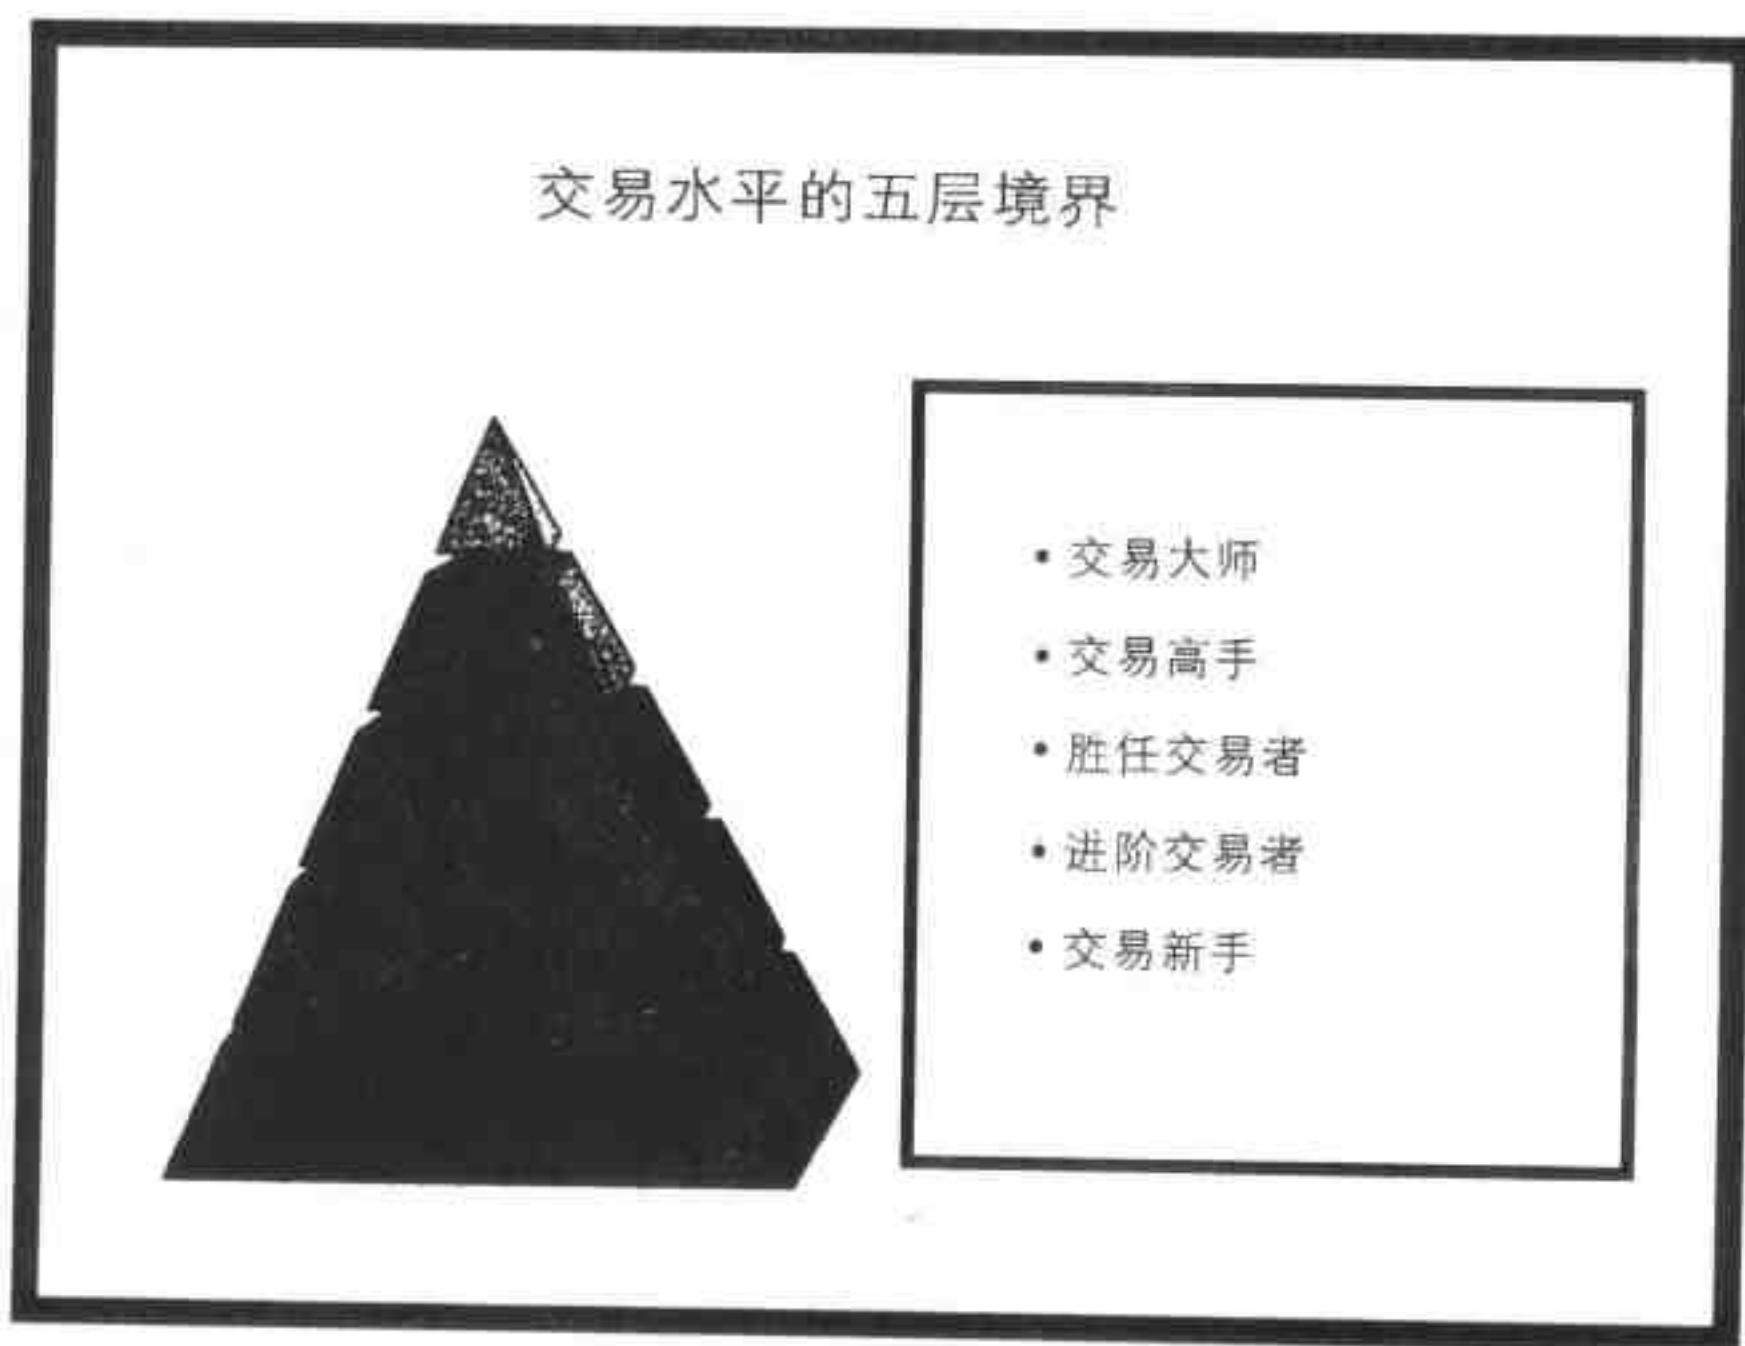 交易水平的五层境界
• 交易大师
• 交易高手
• 胜任交易者
• 进阶交易者
• 交易新手